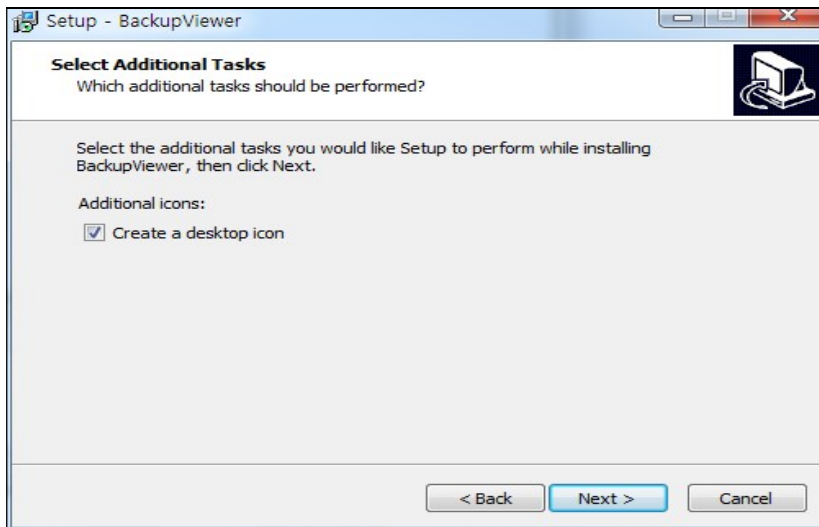 Setup - BackupViewer
Select Additional Tasks
Which additional tasks should be performed?
Select the additional tasks you would like Setup to perform while installing
BackupViewer, then click Next.
Additional icons:
Create a desktop icon
< Back
Next >
Cancel